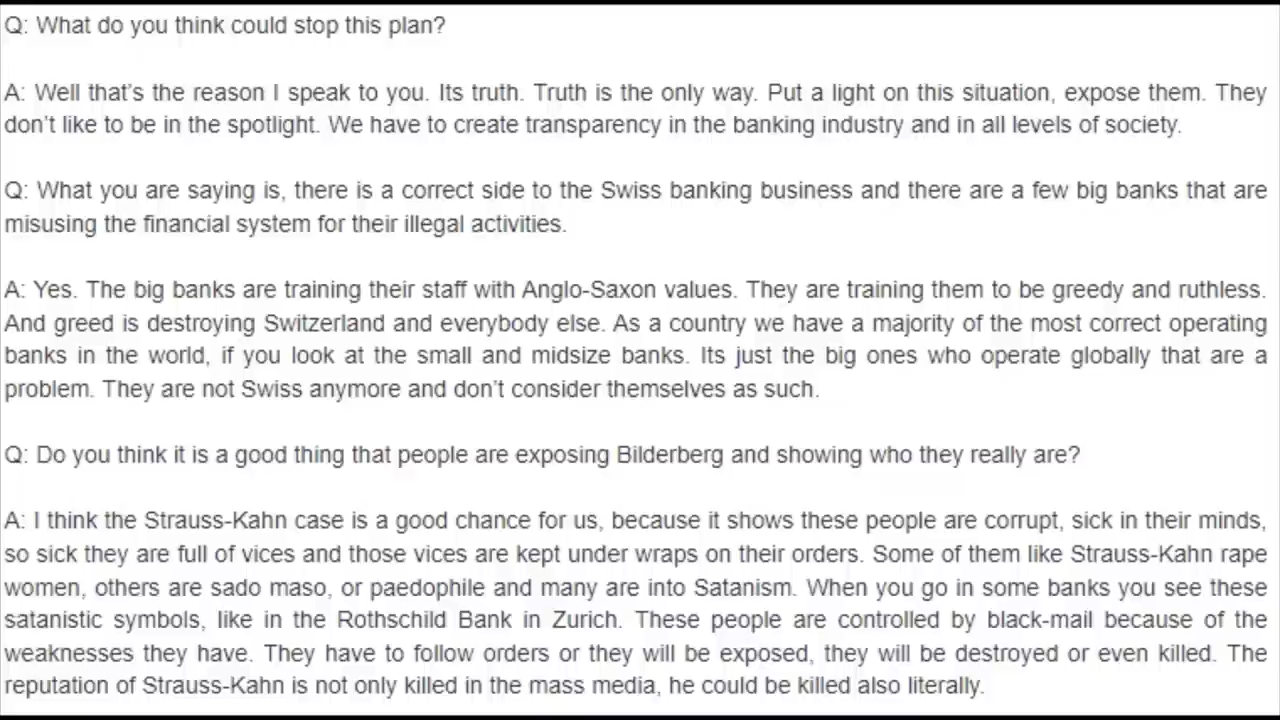 Q: What do you think could stop this plan?
A: Well that's the reason I speak to you. Its truth. Truth is the only way. Put a light on this situation, expose them. They
don't like to be in the spotlight. We have to create transparency in the banking industry and in all levels of society.
Q: What you are saying is, there is a correct side to the Swiss banking business and there are a few big banks that are
misusing the financial system for their illegal activities.
A: Yes. The big banks are training their staff with Anglo-Saxon values. They are training them to be greedy and ruthless.
And greed is destroying Switzerland and everybody else. As a country we have a majority of the most correct operating
banks in the world, if you look at the small and midsize banks. Its just the big ones who operate globally that are a
problem. They are not Swiss anymore and don't consider themselves as such.
Q: Do you think it is a good thing that people are exposing Bilderberg and showing who they really are?
A: I think the Strauss-Kahn case is a good chance for us, because it shows these people are corrupt, sick in their minds,
so sick they are full of vices and those vices are kept under wraps on their orders. Some of them like Strauss-Kahn rape
women, others are sado maso, or paedophile and many are into Satanism. When you go in some banks you see these
satanistic symbols, like in the Rothschild Bank in Zurich. These people are controlled by black-mail because of the
weaknesses they have. They have to follow orders or they will be exposed, they will be destroyed or even killed. The
reputation of Strauss-Kahn is not only killed in the mass media, he could be killed also literally.